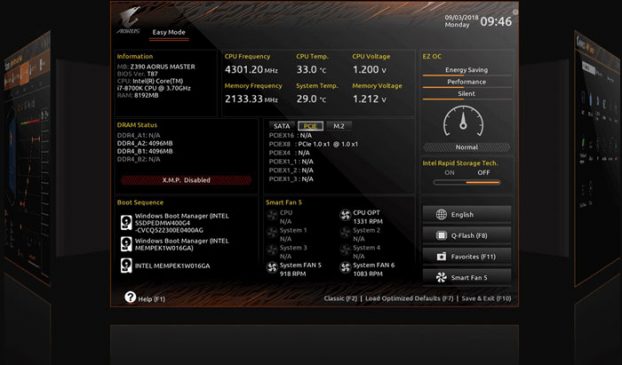 AORUS
Easy Mode
09/03/2018
Monday
09:46
Information
MB: Z390 AORUS MASTER
BIOS Ver. T87
CPU: Intel(R) Core(TM)
i7-8700K CPU @ 3.70GHz
RAM: 8192MB
CPU Frequency
4301.20 MHz
CPU Temp.
33.0 °C
CPU Voltage
1.200 V
Memory Frequency
2133.33 MHz
System Temp.
29.0 °C
Memory Voltage
1.212 V
EZ OC
Energy Saving
Performance
Silent
Normal
DRAM Status
DDR4_A1: N/A
DDR4_A2: 4096MB
DDR4_B1: 4096MB
DDR4_B2: N/A
X.M.P. Disabled
SATA
PCIE
M.2
PCIEX16 : N/A
PCIEX8 : PCIe 1.0 x1 @ 1.0 x1
PCIEX4 : N/A
PCIEX1_1 : N/A
PCIEX1_2 : N/A
PCIEX1_3 : N/A
Intel Rapid Storage Tech.
ON OFF
Boot Sequence
Windows Boot Manager (INTEL
SSDPEDMW400G4
-CVCQ522300E0400AG
Windows Boot Manager (INTEL
MEMPEK1W016GA)
INTEL MEMPEK1W016GA
Smart Fan 5
CPU
N/A
CPU OPT
1331 RPM
System 1
N/A
System 2
N/A
System 3
N/A
System 4
N/A
System FAN 5
918 RPM
System FAN 6
1083 RPM
English
Q-Flash (F8)
Favorites (F11)
Smart Fan 5
Help (F1)
Classic (F2) | Load Optimized Defaults (F7) | Save & Exit (F10)